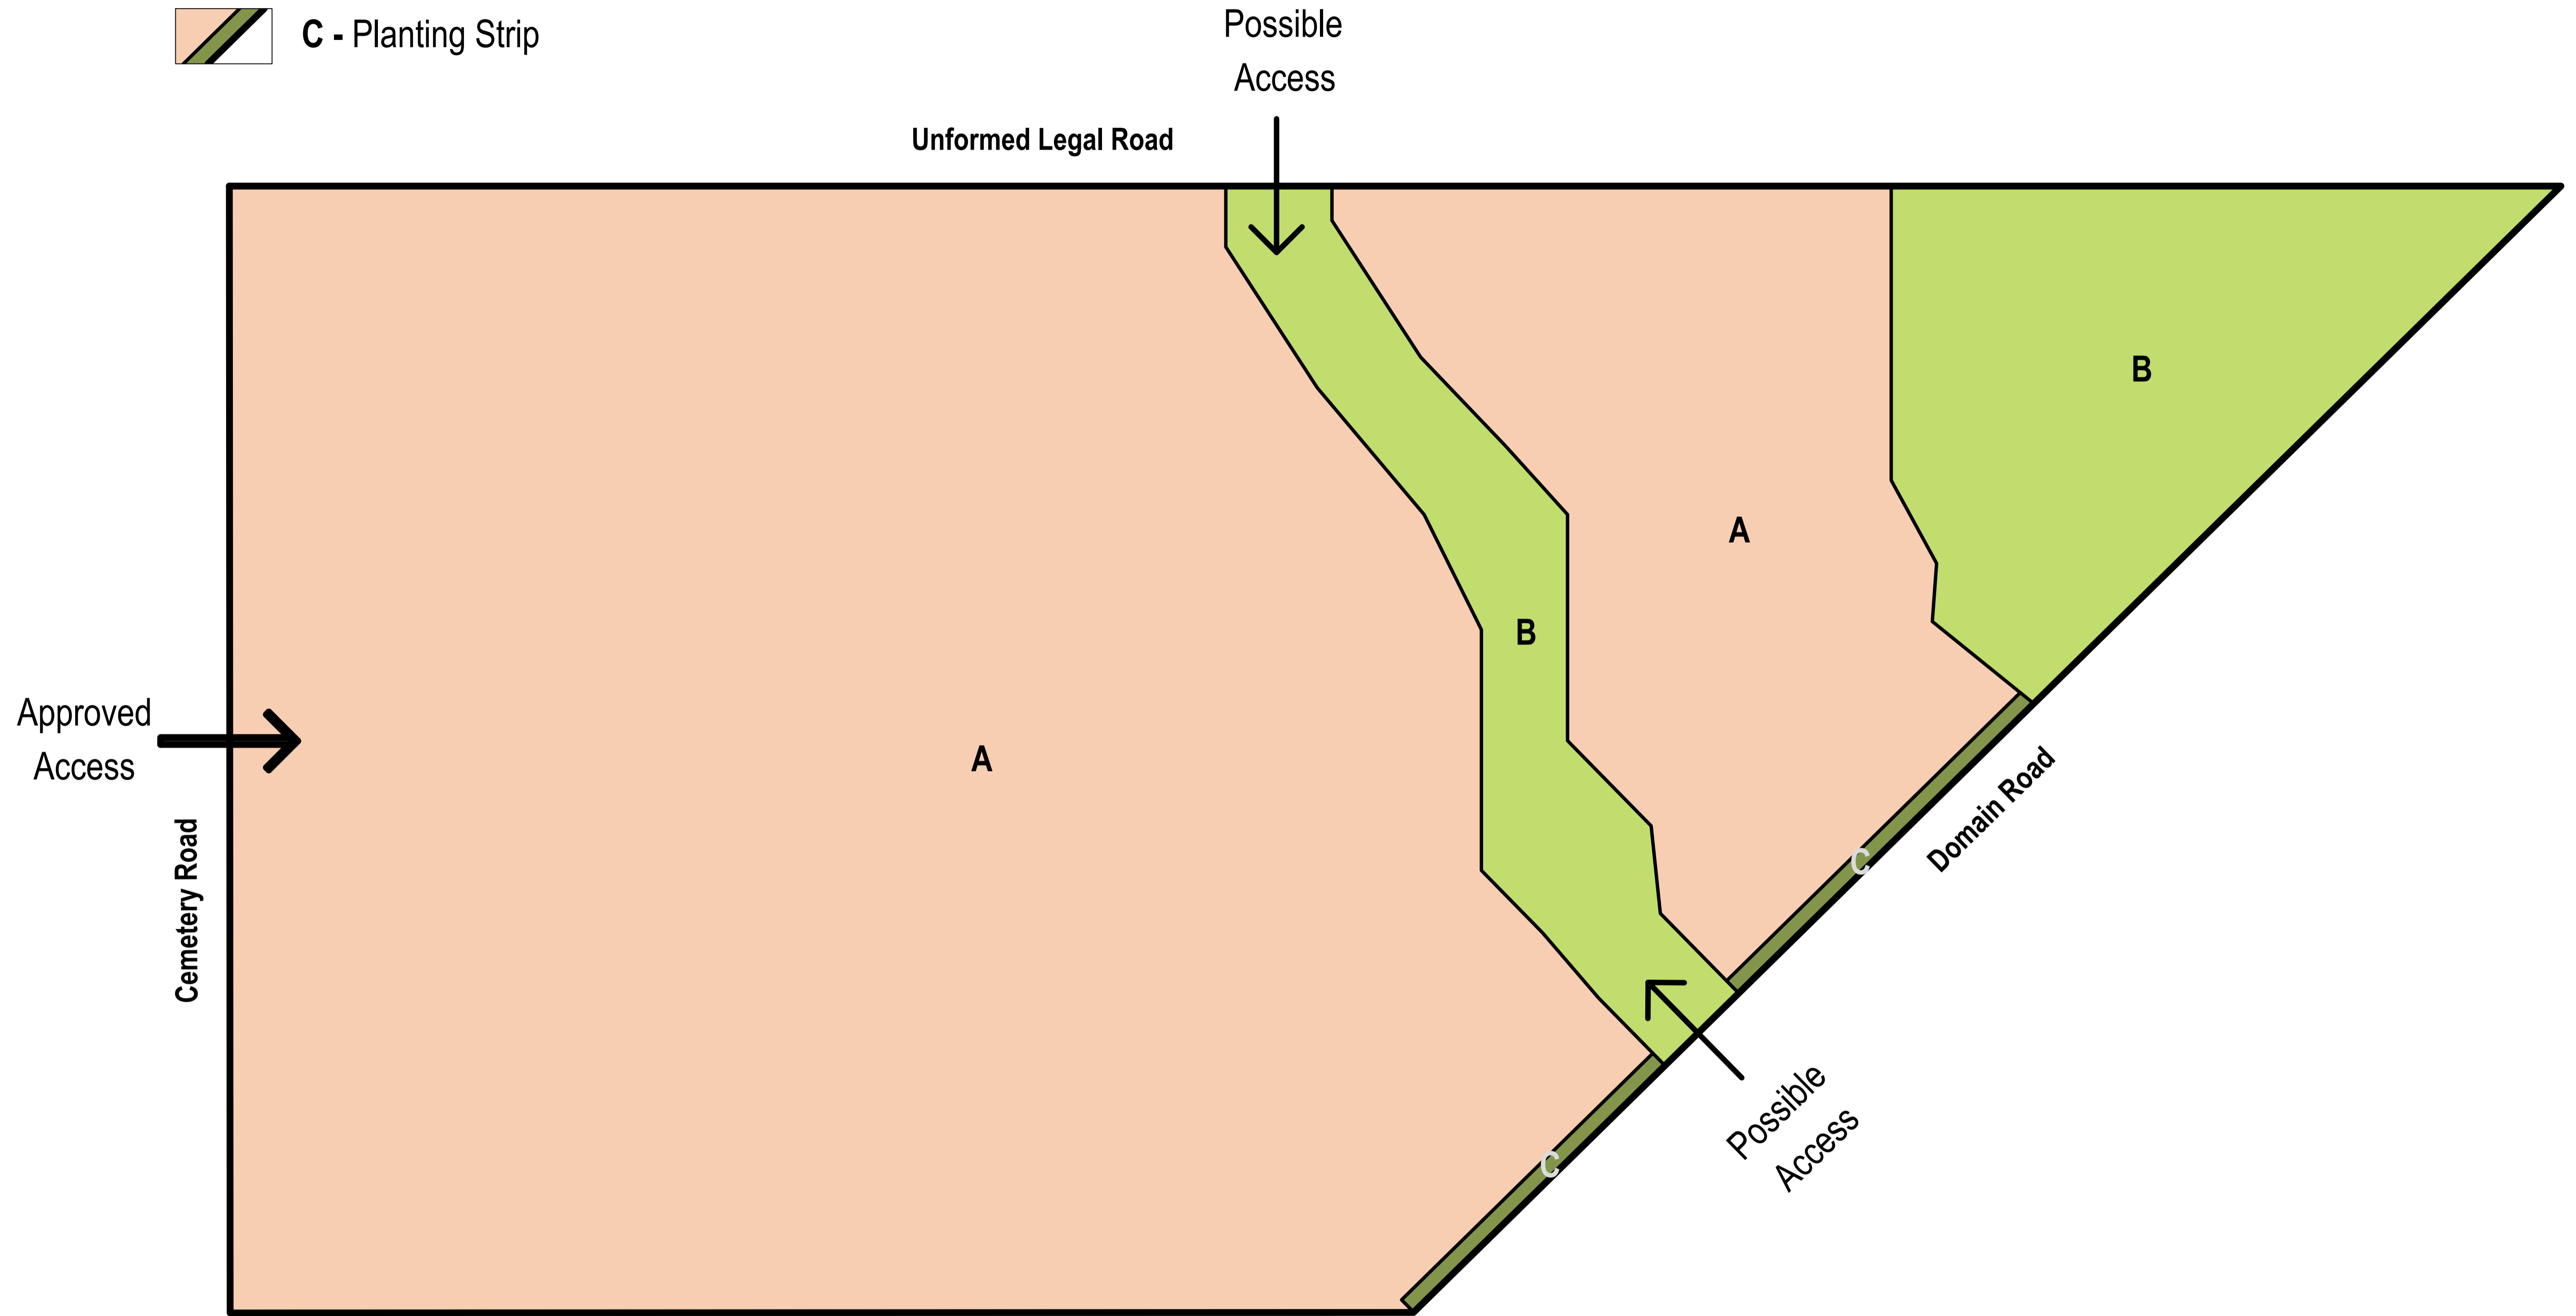 C - Planting Strip
Possible
Access
Unformed Legal Road
B
A
B
Approved
Access
A
Cemetery Road
Domain Road
C
Possible
Access
C